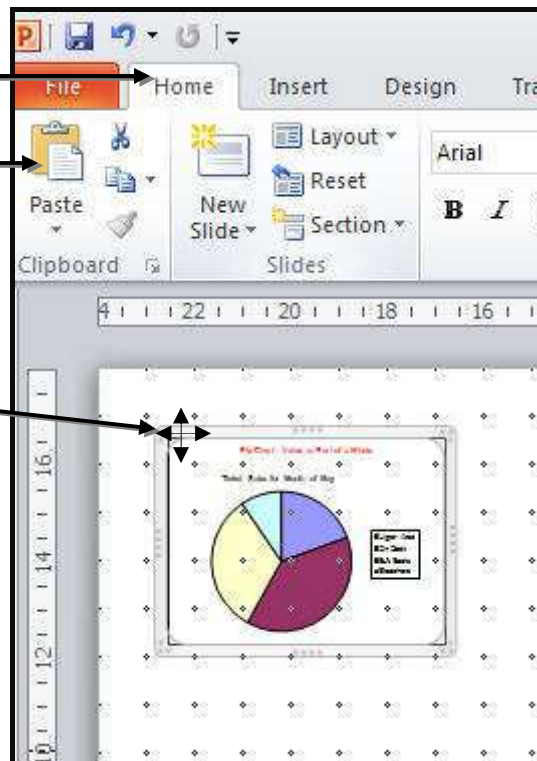 P
File Home Insert Design Tra
Layout
Arial
Reset
Paste
New
Slide
Section
B I
Clipboard Slides
4 22 20 18 16
16
14
12
10